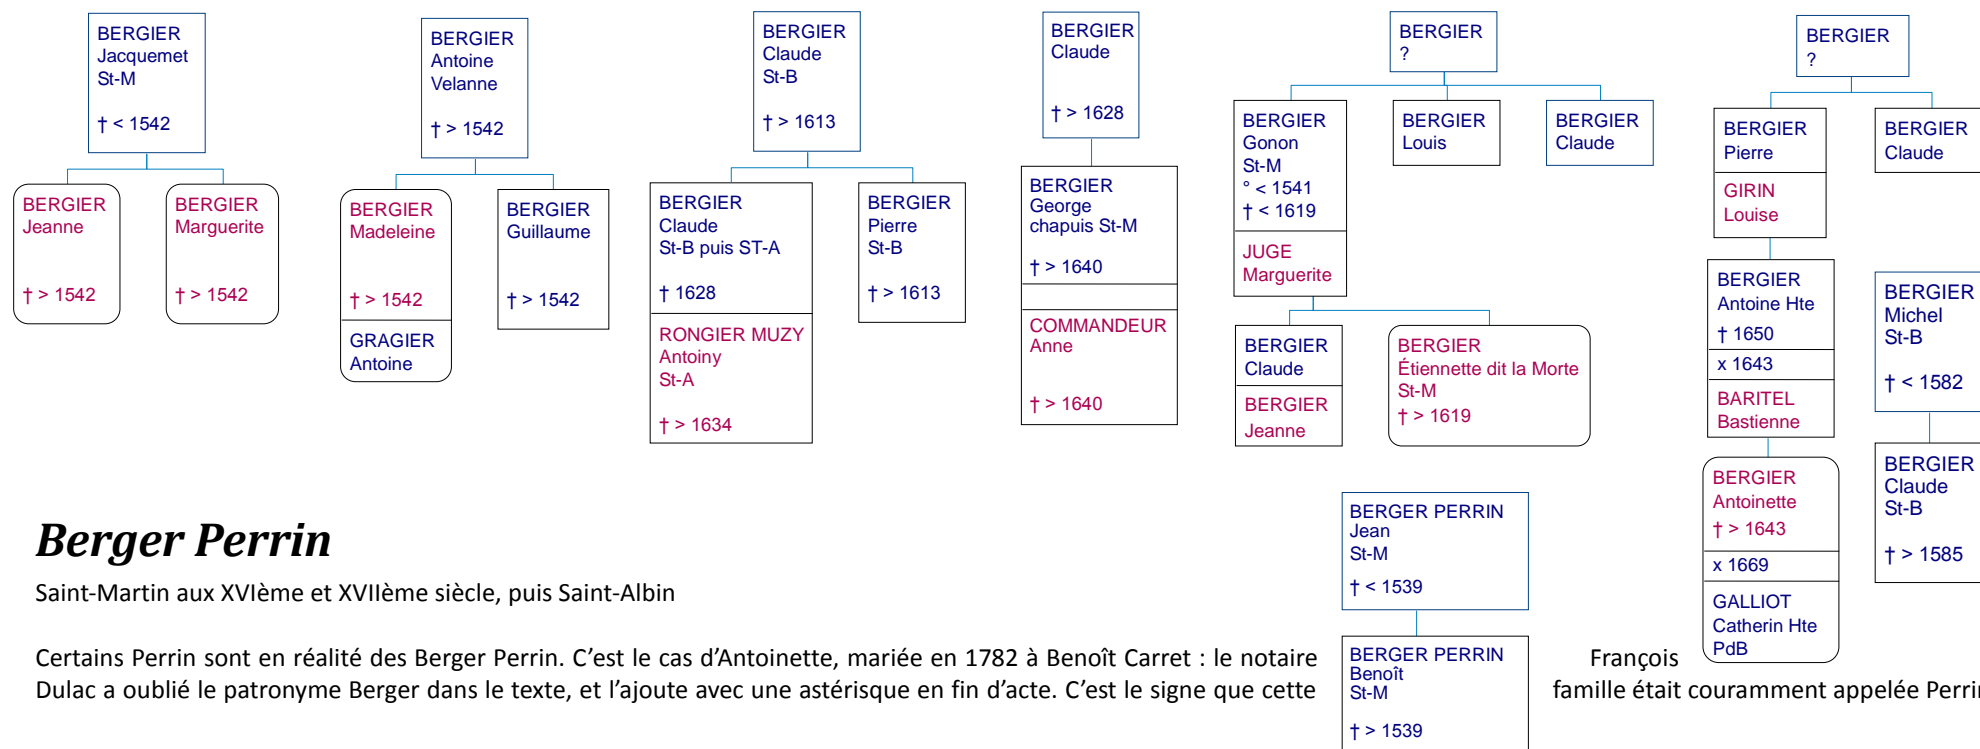 BERGIER
Jacquemet
St-M
† < 1542
BERGIER
Jeanne
† > 1542
BERGIER
Marguerite
† > 1542
BERGIER
Antoine
Velanne
† > 1542
BERGIER
Madeleine
† > 1542
GRAGIER
Antoine
BERGIER
Guillaume
† > 1542
BERGIER
Claude
St-B
† > 1613
BERGIER
Claude
St-B puis ST-A
† 1628
RONGIER MUZY
Antoiny
St-A
† > 1634
BERGIER
Pierre
St-B
† > 1613
BERGIER
Claude
† > 1628
BERGIER
George
chapuis St-M
† > 1640
COMMANDEUR
Anne
† > 1640
BERGIER
?
BERGIER
Gonon
St-M
° < 1541
† < 1619
JUGE
Marguerite
BERGIER
Louis
BERGIER
Claude
BERGIER
Claude
BERGIER
Jeanne
BERGIER
Étiennette dit la Morte
St-M
† > 1619
BERGIER
?
BERGIER
Pierre
GIRIN
Louise
BERGIER
Claude
BERGIER
Antoine Hte
† 1650
x 1643
BARITEL
Bastienne
BERGIER
Antoinette
† > 1643
x 1669
GALLIOT
Catherin Hte
PdB
BERGIER
Michel
St-B
† < 1582
BERGIER
Claude
St-B
† > 1585
Berger Perrin
Saint-Martin aux XVIème et XVIIème siècle, puis Saint-Albin
BERGER PERRIN
Jean
St-M
† < 1539
BERGER PERRIN
Benoît
St-M
† > 1539
Certains Perrin sont en réalité des Berger Perrin. C’est le cas d’Antoinette, mariée en 1782 à Benoît Carret : le notaire François
Dulac a oublié le patronyme Berger dans le texte, et l’ajoute avec une astérisque en fin d’acte. C’est le signe que cette famille était couramment appelée Perrin